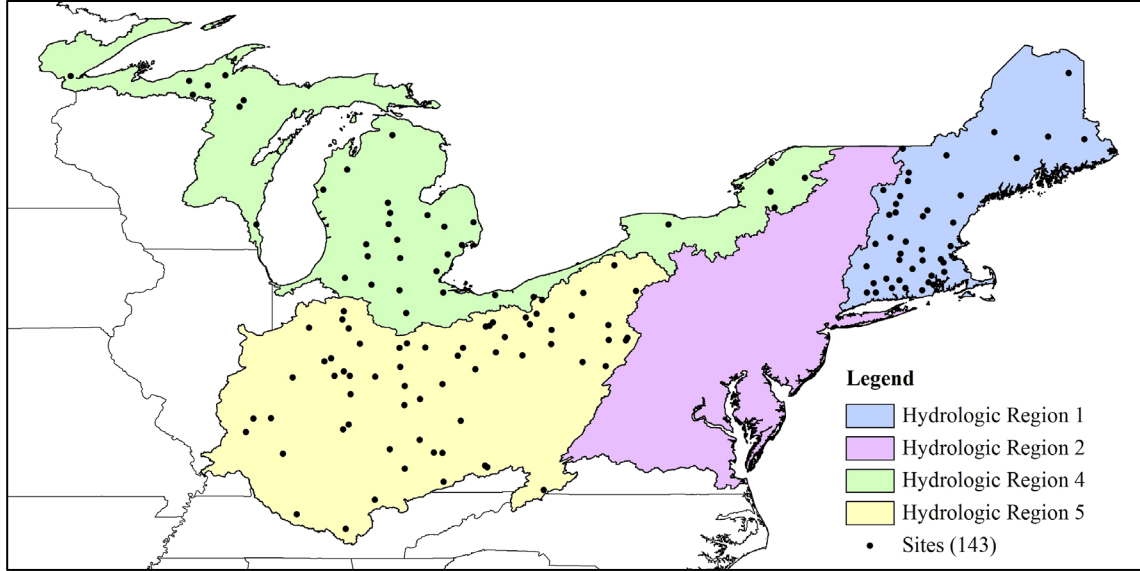 Legend
Hydrologic Region 1
Hydrologic Region 2
Hydrologic Region 4
Hydrologic Region 5
Sites (143)